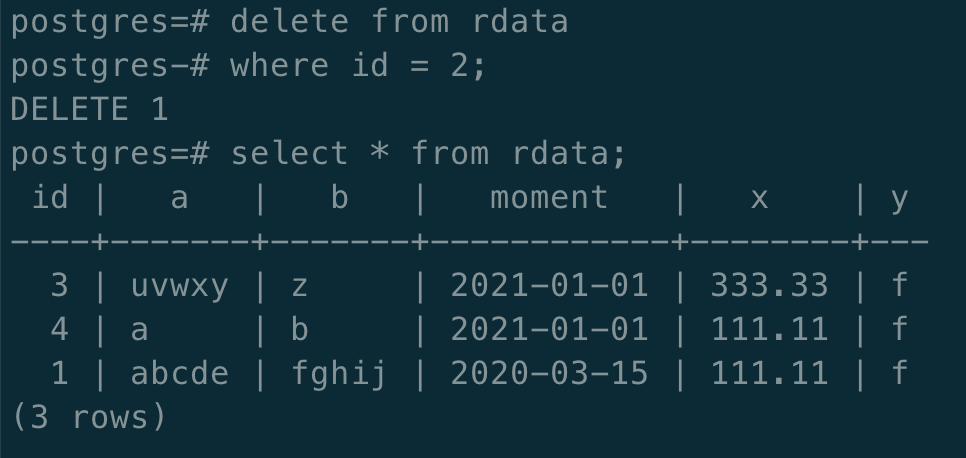 postgres=# delete from rdata
postgres-# where id = 2;
DELETE 1
postgres=# select * from rdata;
 id |   a   |   b   |   moment   |   x    | y
----+-------+-------+------------+--------+---
  3 | uvwxy | z     | 2021-01-01 | 333.33 | f
  4 | a     | b     | 2021-01-01 | 111.11 | f
  1 | abcde | fghij | 2020-03-15 | 111.11 | f
(3 rows)